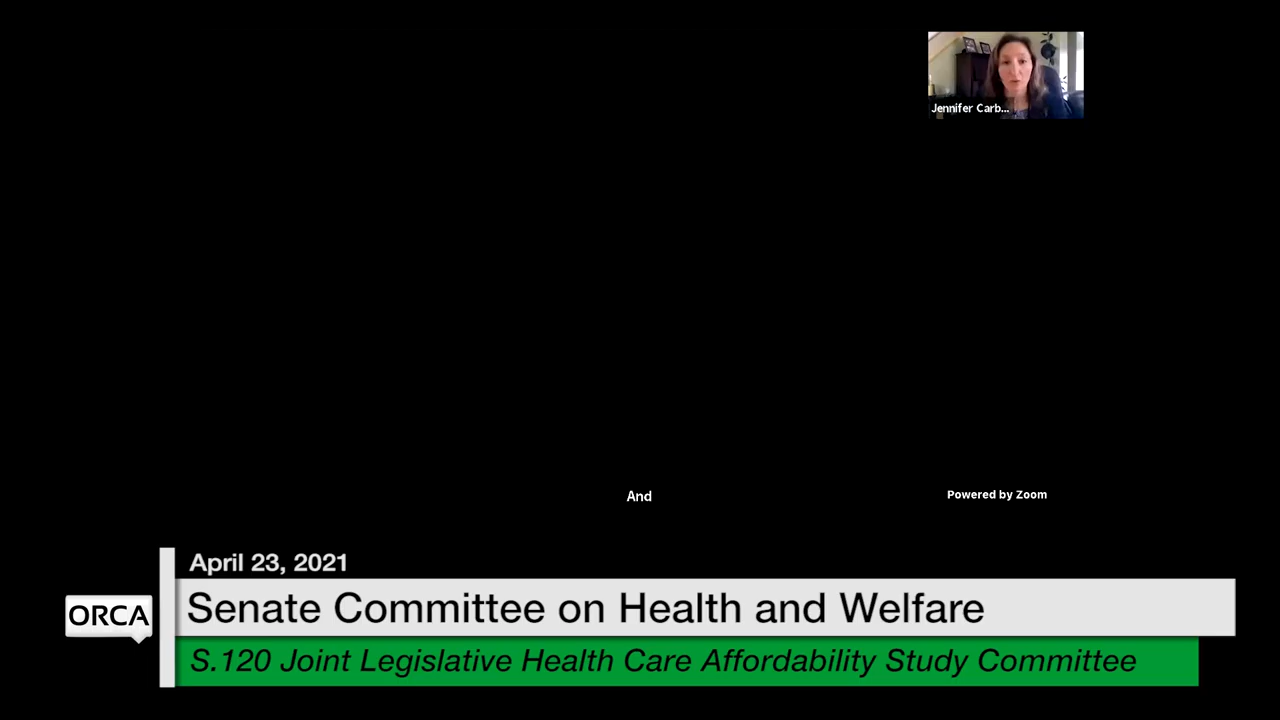 Jennifer Carb...
And
Powered by Zoom
April 23, 2021
Senate Committee on Health and Welfare
ORCA
S.120 Joint Legislative Health Care Affordability Study Committee